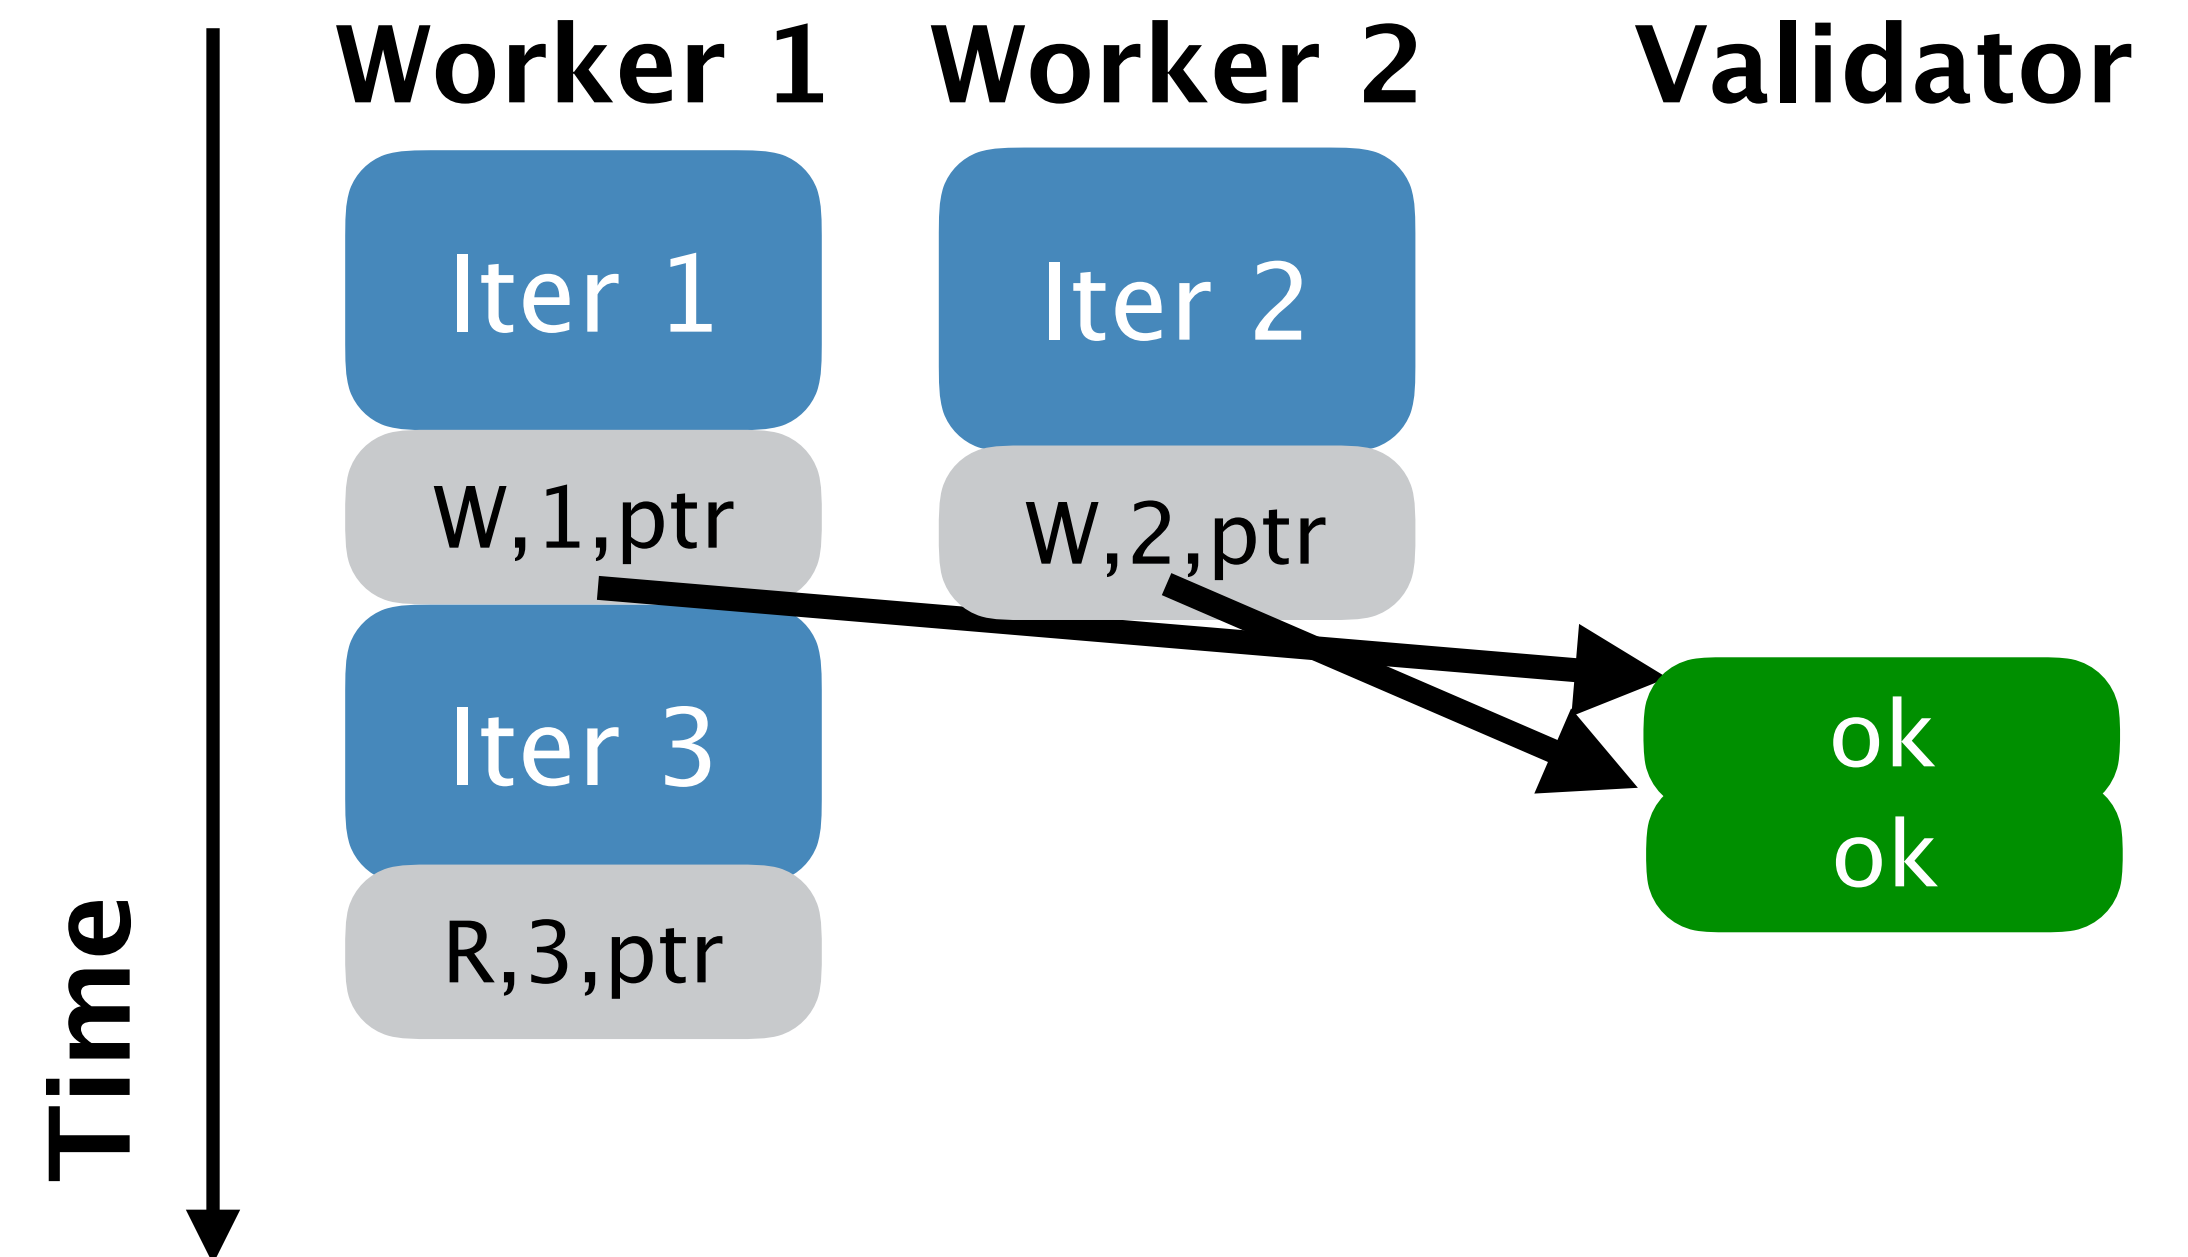 Worker 1
Worker 2
Validator
Iter 1
Iter 2
W,1,ptr
W,2,ptr
Iter 3
ok
ok
R,3,ptr
Time